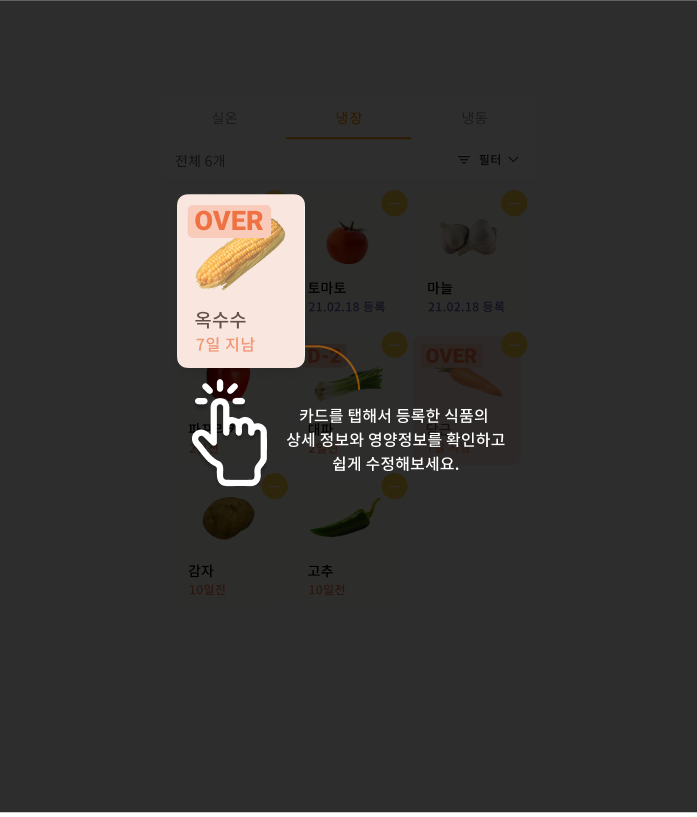 실온
냉장
냉동
전체 6개
필터
OVER
옥수수
7일 지남
토마토
21.02.18 등록
마늘
21.02.18 등록
D-2
OVER
대파
카드를 탭해서 등록한 식품의
상세 정보와 영양정보를 확인하고
쉽게 수정해보세요.
감자
10일전
고추
10일전